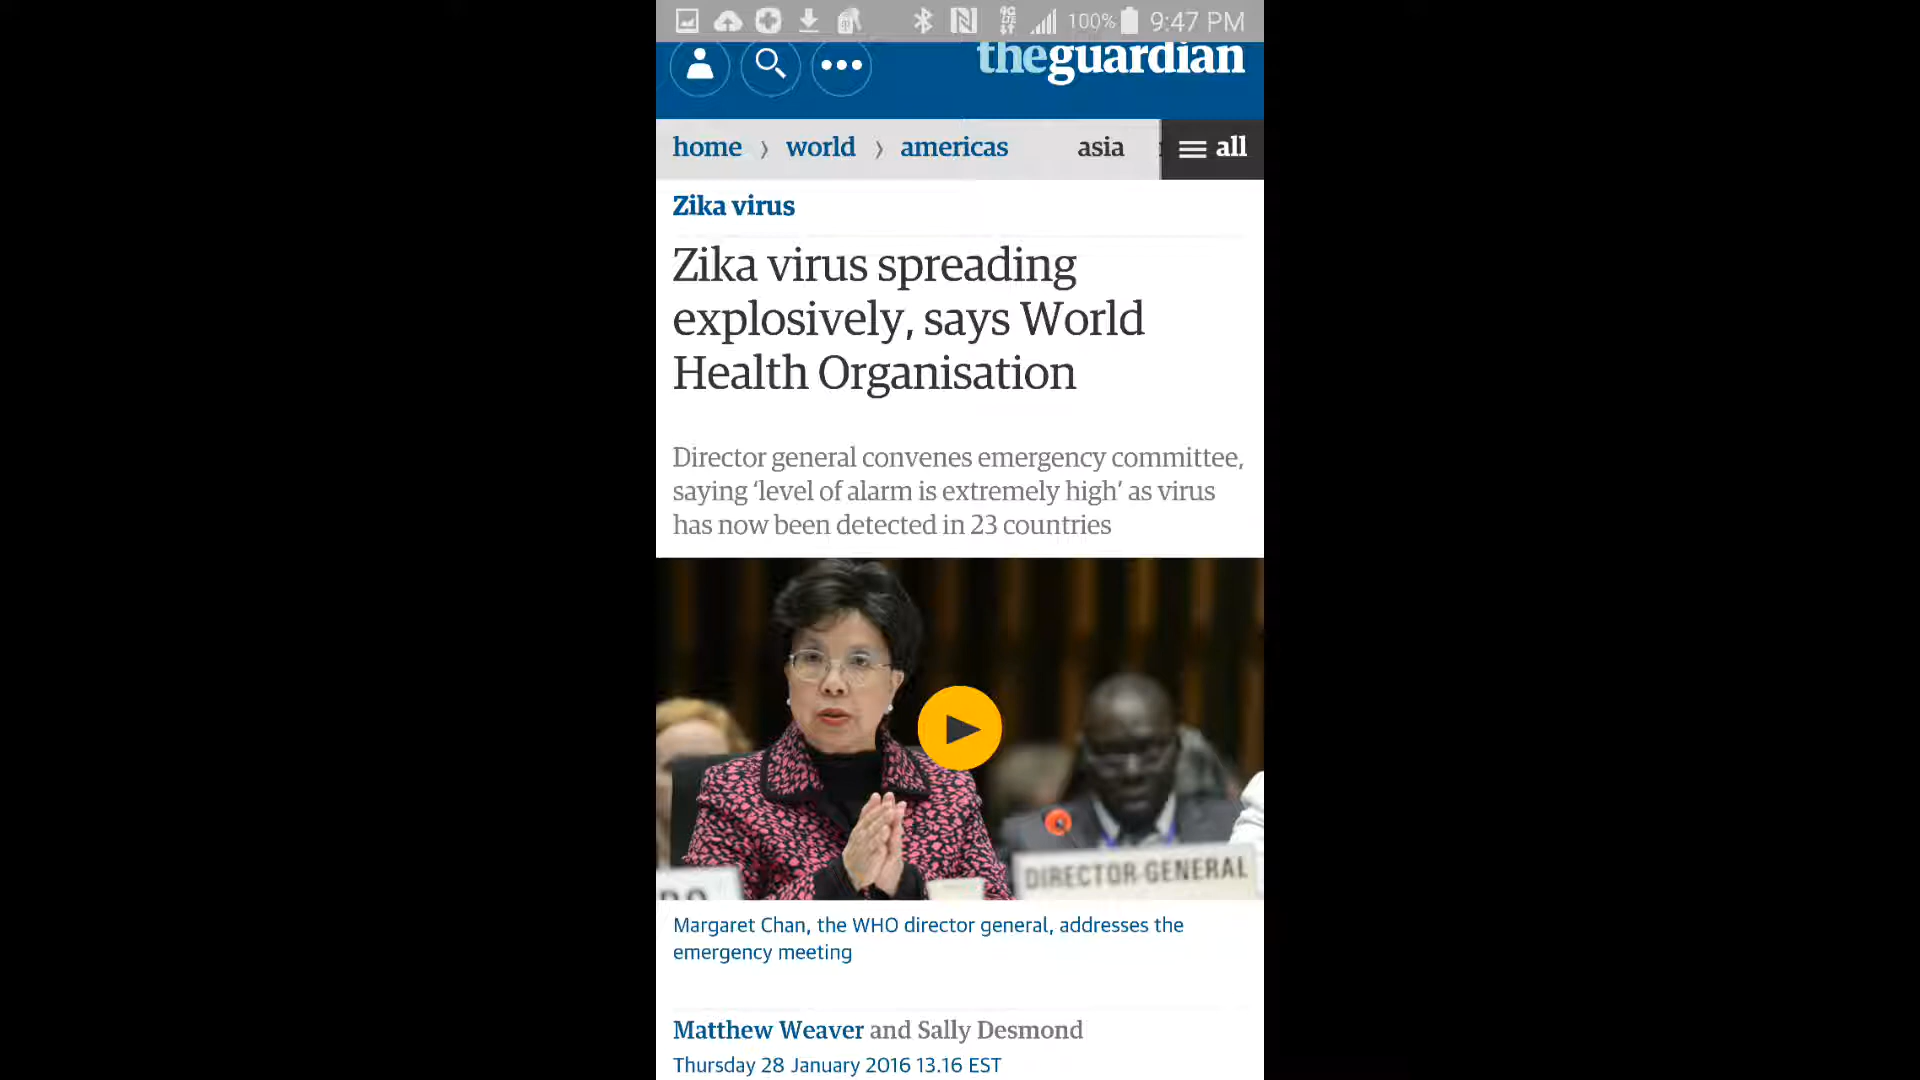 100% 9:47 PM
theguardian
home > world > americas asia all
Zika virus
Zika virus spreading
explosively, says World
Health Organisation
Director general convenes emergency committee,
saying ‘level of alarm is extremely high’ as virus
has now been detected in 23 countries
DIRECTOR-GENERAL
Margaret Chan, the WHO director general, addresses the
emergency meeting
Matthew Weaver and Sally Desmond
Thursday 28 January 2016 13.16 EST